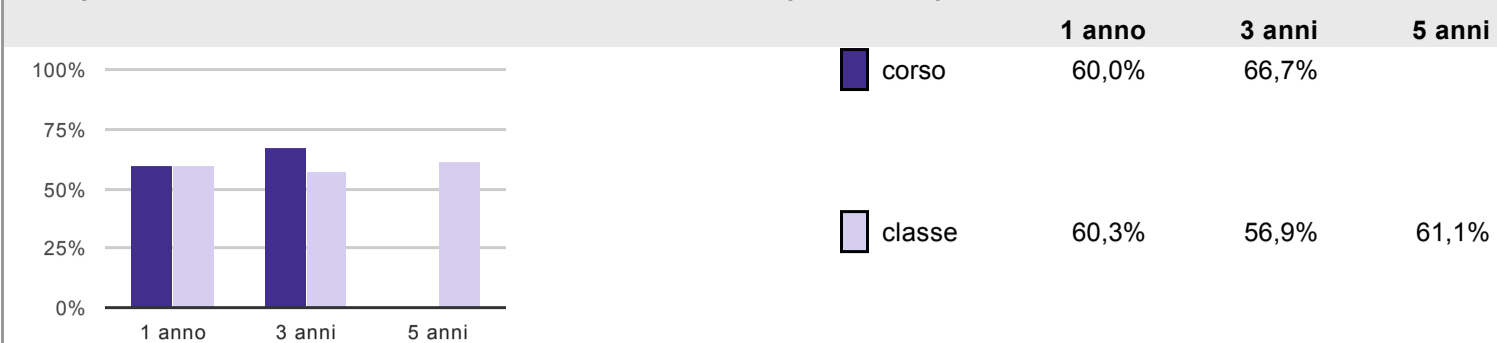 1 anno 3 anni 5 anni
100%
75%
50%
25%
0%
1 anno 3 anni 5 anni
corso 60,0% 66,7%
classe 60,3% 56,9% 61,1%